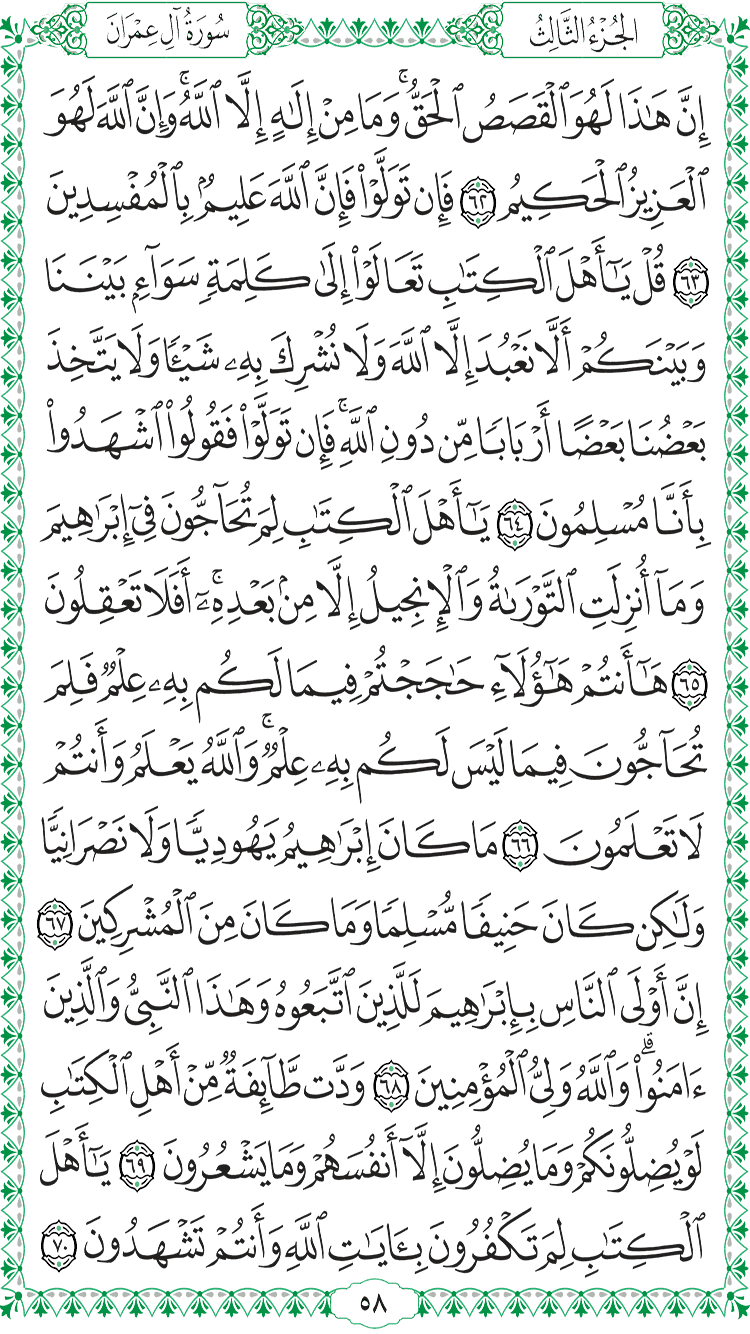 الجُزْءُ الثَّالِثُ
سُورَةُ آلِ عِمْرَانَ
إِنَّ هَٰذَا لَهُوَ ٱلْقَصَصُ ٱلْحَقُّۚ وَمَا مِنْ إِلَٰهٍ إِلَّا ٱللَّهُۚ وَإِنَّ ٱللَّهَ لَهُوَ
ٱلْعَزِيزُ ٱلْحَكِيمُ ٦٢ فَإِن تَوَلَّوْا۟ فَإِنَّ ٱللَّهَ عَلِيمٌۢ بِٱلْمُفْسِدِينَ
٦٣ قُلْ يَٰٓأَهْلَ ٱلْكِتَٰبِ تَعَالَوْا۟ إِلَىٰ كَلِمَةٍ سَوَآءٍۭ بَيْنَنَا
وَبَيْنَكُمْ أَلَّا نَعْبُدَ إِلَّا ٱللَّهَ وَلَا نُشْرِكَ بِهِۦ شَيْـًٔا وَلَا يَتَّخِذَ
بَعْضُنَا بَعْضًا أَرْبَابًا مِّن دُونِ ٱللَّهِۚ فَإِن تَوَلَّوْا۟ فَقُولُوا۟ ٱشْهَدُوا۟
بِأَنَّا مُسْلِمُونَ ٦٤ يَٰٓأَهْلَ ٱلْكِتَٰبِ لِمَ تُحَآجُّونَ فِىٓ إِبْرَٰهِيمَ
وَمَآ أُنزِلَتِ ٱلتَّوْرَىٰةُ وَٱلْإِنجِيلُ إِلَّا مِنۢ بَعْدِهِۦٓۚ أَفَلَا تَعْقِلُونَ
٦٥ هَٰٓأَنتُمْ هَٰٓؤُلَآءِ حَٰجَجْتُمْ فِيمَا لَكُم بِهِۦ عِلْمٌ فَلِمَ
تُحَآجُّونَ فِيمَا لَيْسَ لَكُم بِهِۦ عِلْمٌۚ وَٱللَّهُ يَعْلَمُ وَأَنتُمْ
لَا تَعْلَمُونَ ٦٦ مَا كَانَ إِبْرَٰهِيمُ يَهُودِيًّا وَلَا نَصْرَانِيًّا
وَلَٰكِن كَانَ حَنِيفًا مُّسْلِمًا وَمَا كَانَ مِنَ ٱلْمُشْرِكِينَ ٦٧
إِنَّ أَوْلَى ٱلنَّاسِ بِإِبْرَٰهِيمَ لَلَّذِينَ ٱتَّبَعُوهُ وَهَٰذَا ٱلنَّبِىُّ وَٱلَّذِينَ
ءَامَنُوا۟ۗ وَٱللَّهُ وَلِىُّ ٱلْمُؤْمِنِينَ ٦٨ وَدَّت طَّآئِفَةٌ مِّنْ أَهْلِ ٱلْكِتَٰبِ
لَوْ يُضِلُّونَكُمْ وَمَا يُضِلُّونَ إِلَّآ أَنفُسَهُمْ وَمَا يَشْعُرُونَ ٦٩ يَٰٓأَهْلَ
ٱلْكِتَٰبِ لِمَ تَكْفُرُونَ بِـَٔايَٰتِ ٱللَّهِ وَأَنتُمْ تَشْهَدُونَ ٧٠
٥٨